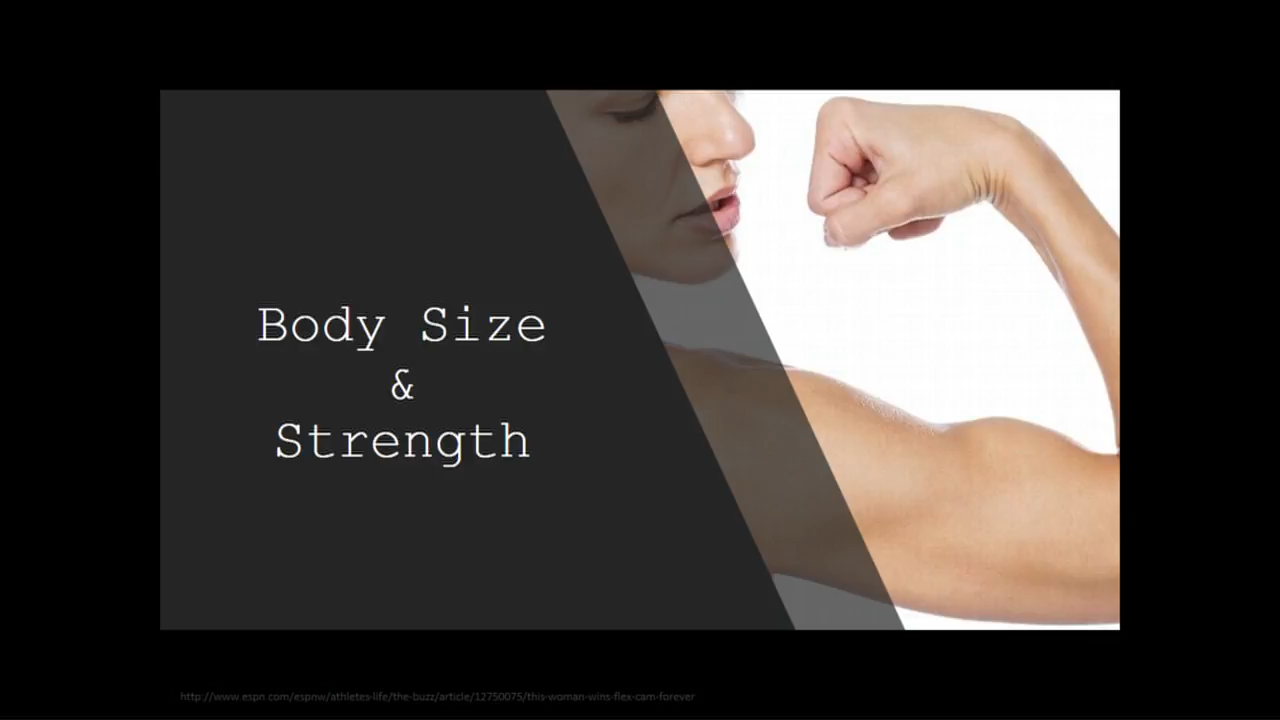 Body Size
&
Strength
http://www.espn.com/espnw/athletes-life/the-buzz/article/12750075/this-woman-wins-flex-cam-forever